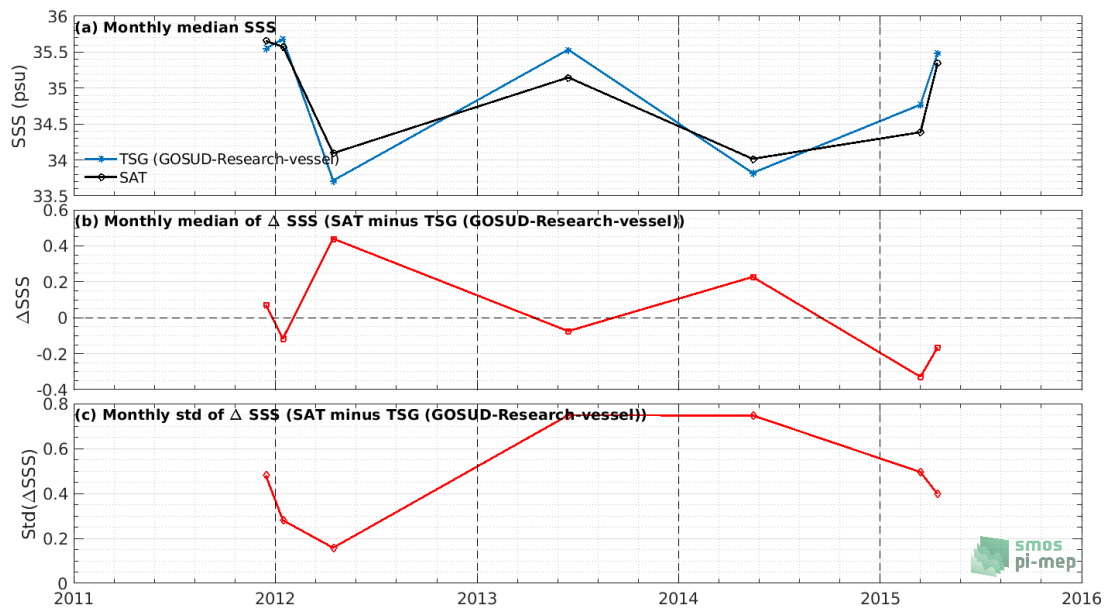 36
(a) Monthly median SSS
35.5
35
34.5
34
33.5
SSS (psu)
TSG (GOSUD-Research-vessel)
SAT
0.6
(b) Monthly median of Δ SSS (SAT minus TSG (GOSUD-Research-vessel))
0.4
0.2
0
-0.2
-0.4
ΔSSS
0.8
(c) Monthly std of Δ SSS (SAT minus TSG (GOSUD-Research-vessel))
0.6
0.4
0.2
0
Std(ΔSSS)
smos
pi-mep
2011 2012 2013 2014 2015 2016